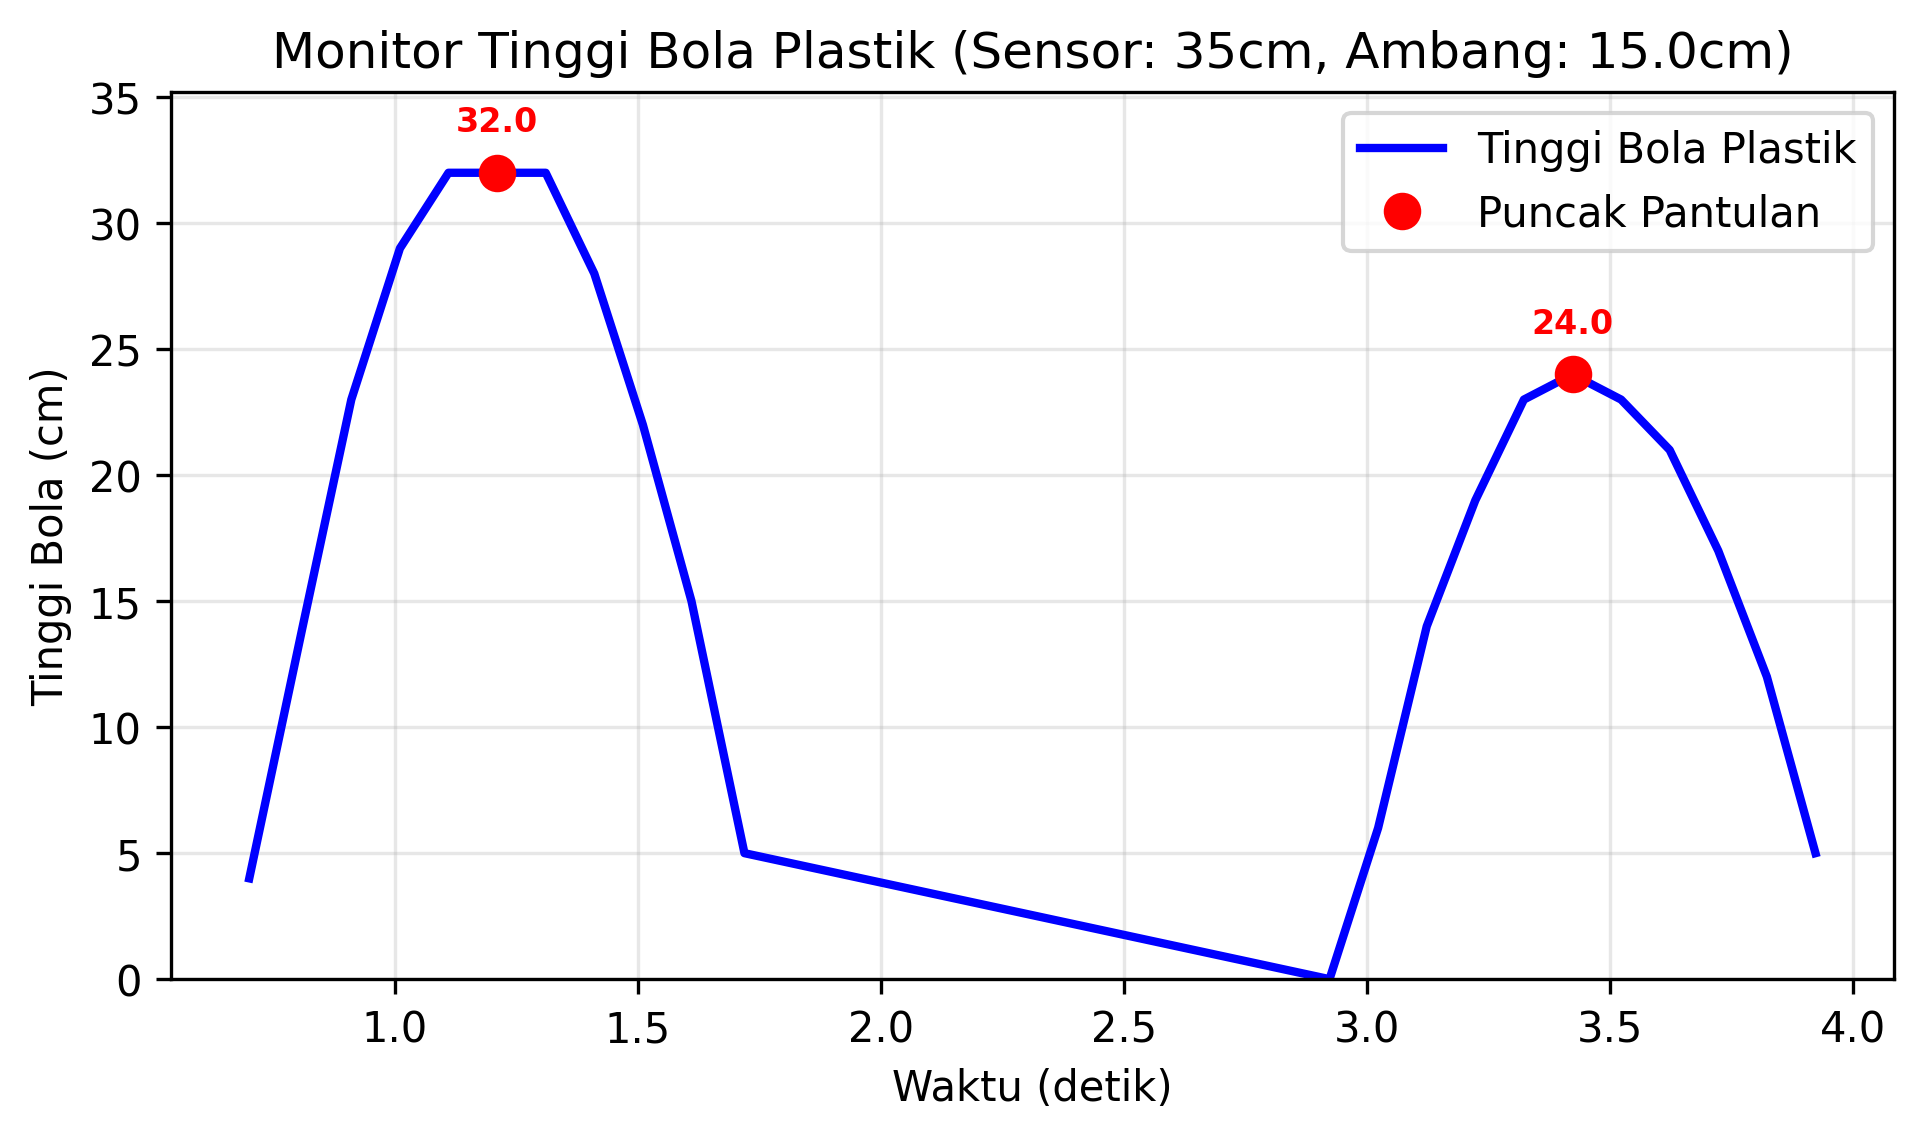 Monitor Tinggi Bola Plastik (Sensor: 35cm, Ambang: 15.0cm)
Tinggi Bola Plastik
Puncak Pantulan
32.0
24.0
Tinggi Bola (cm)
35
30
25
20
15
10
5
0
1.0 1.5 2.0 2.5 3.0 3.5 4.0
Waktu (detik)